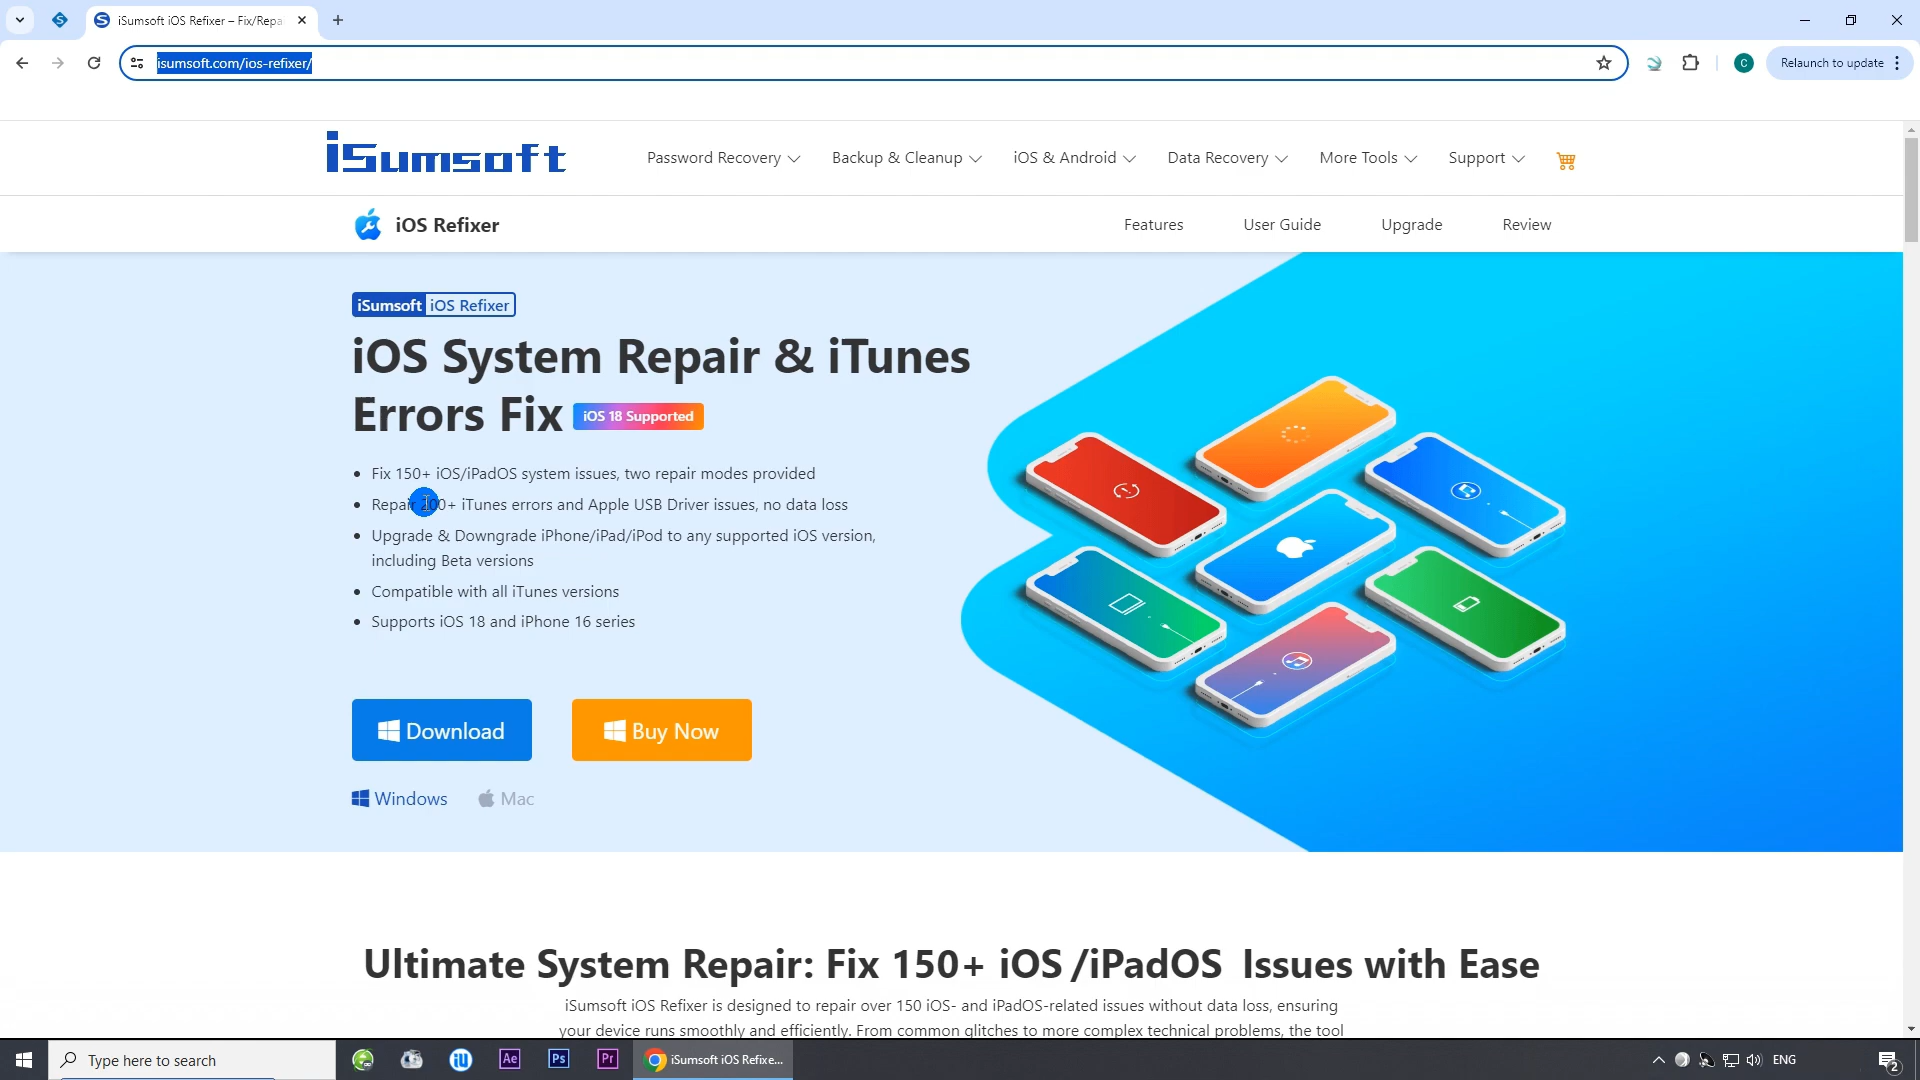 iSumsoft iOS Refixer – Fix/Repa
isumsoft.com/ios-refixer/
C
Relaunch to update
iSumsoft
Password Recovery
Backup & Cleanup
iOS & Android
Data Recovery
More Tools
Support
iOS Refixer
Features
User Guide
Upgrade
Review
iSumsoft iOS Refixer
iOS System Repair & iTunes
Errors Fix iOS 18 Supported
Fix 150+ iOS/iPadOS system issues, two repair modes provided
Repair 200+ iTunes errors and Apple USB Driver issues, no data loss
Upgrade & Downgrade iPhone/iPad/iPod to any supported iOS version,
including Beta versions
Compatible with all iTunes versions
Supports iOS 18 and iPhone 16 series
Download
Buy Now
Windows
Mac
Ultimate System Repair: Fix 150+ iOS /iPadOS Issues with Ease
iSumsoft iOS Refixer is designed to repair over 150 iOS- and iPadOS-related issues without data loss, ensuring
your device runs smoothly and efficiently. From common glitches to more complex technical problems, the tool
Type here to search
Ae
Ps
Pr
iSumsoft iOS Refixe...
ENG
2